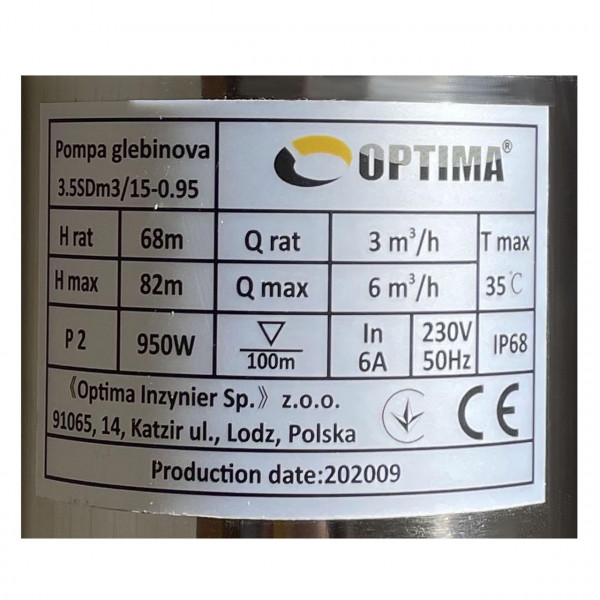 Pompa glebinova
3.5SDm3/15-0.95
OPTIMA®
H rat 68m Q rat 3 m³/h T max
H max 82m Q max 6 m³/h 35℃
P 2 950W 100m In 6A 230V 50Hz IP68
《Optima Inzynier Sp.》 z.o.o.
91065, 14, Katzir ul., Lodz, Polska
CE
Production date:202009